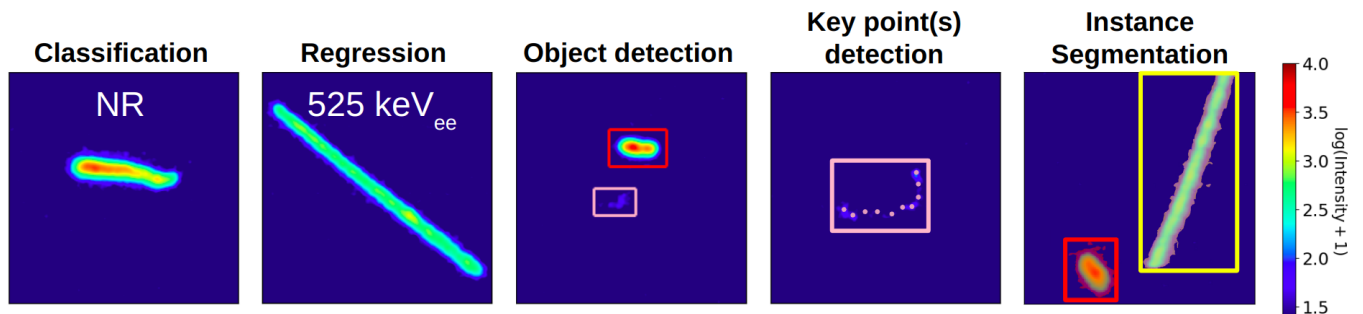 Classification
Regression
Object detection
Key point(s)
detection
Instance
Segmentation
NR
525 keVee
4.0
3.5
3.0
2.5
2.0
1.5
log(Intensity + 1)